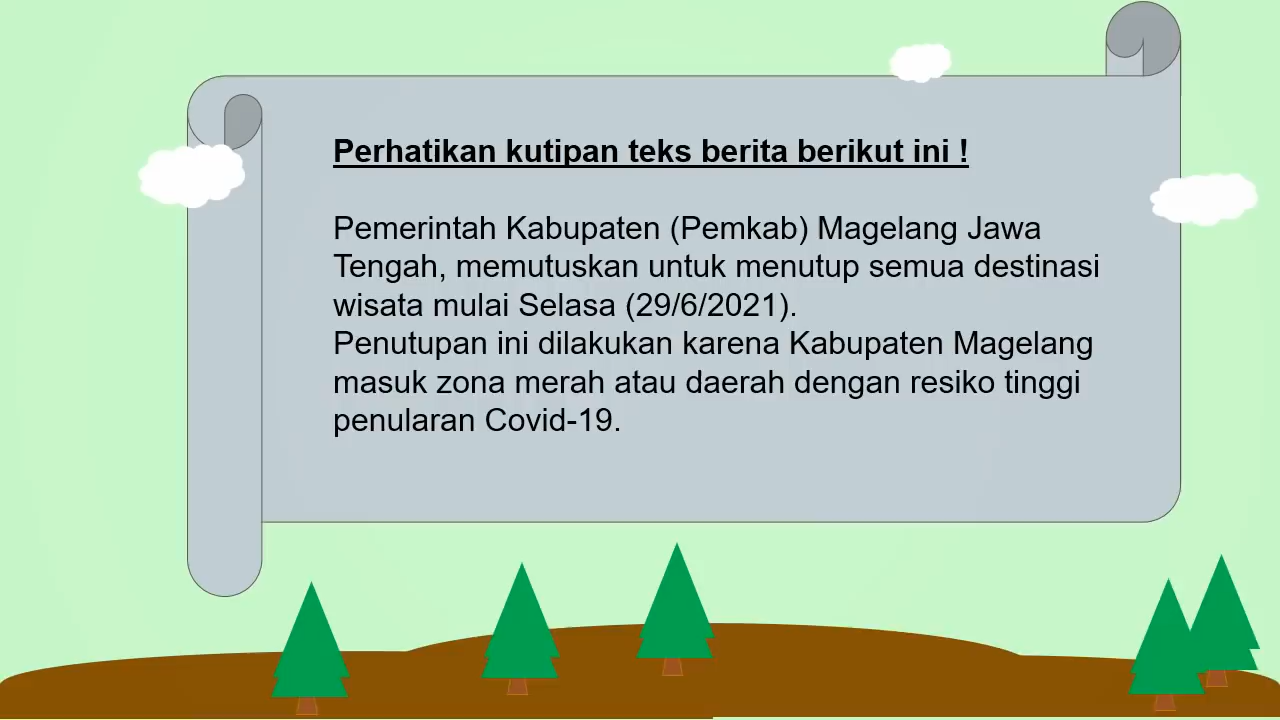 Perhatikan kutipan teks berita berikut ini !
Pemerintah Kabupaten (Pemkab) Magelang Jawa
Tengah, memutuskan untuk menutup semua destinasi
wisata mulai Selasa (29/6/2021).
Penutupan ini dilakukan karena Kabupaten Magelang
masuk zona merah atau daerah dengan resiko tinggi
penularan Covid-19.